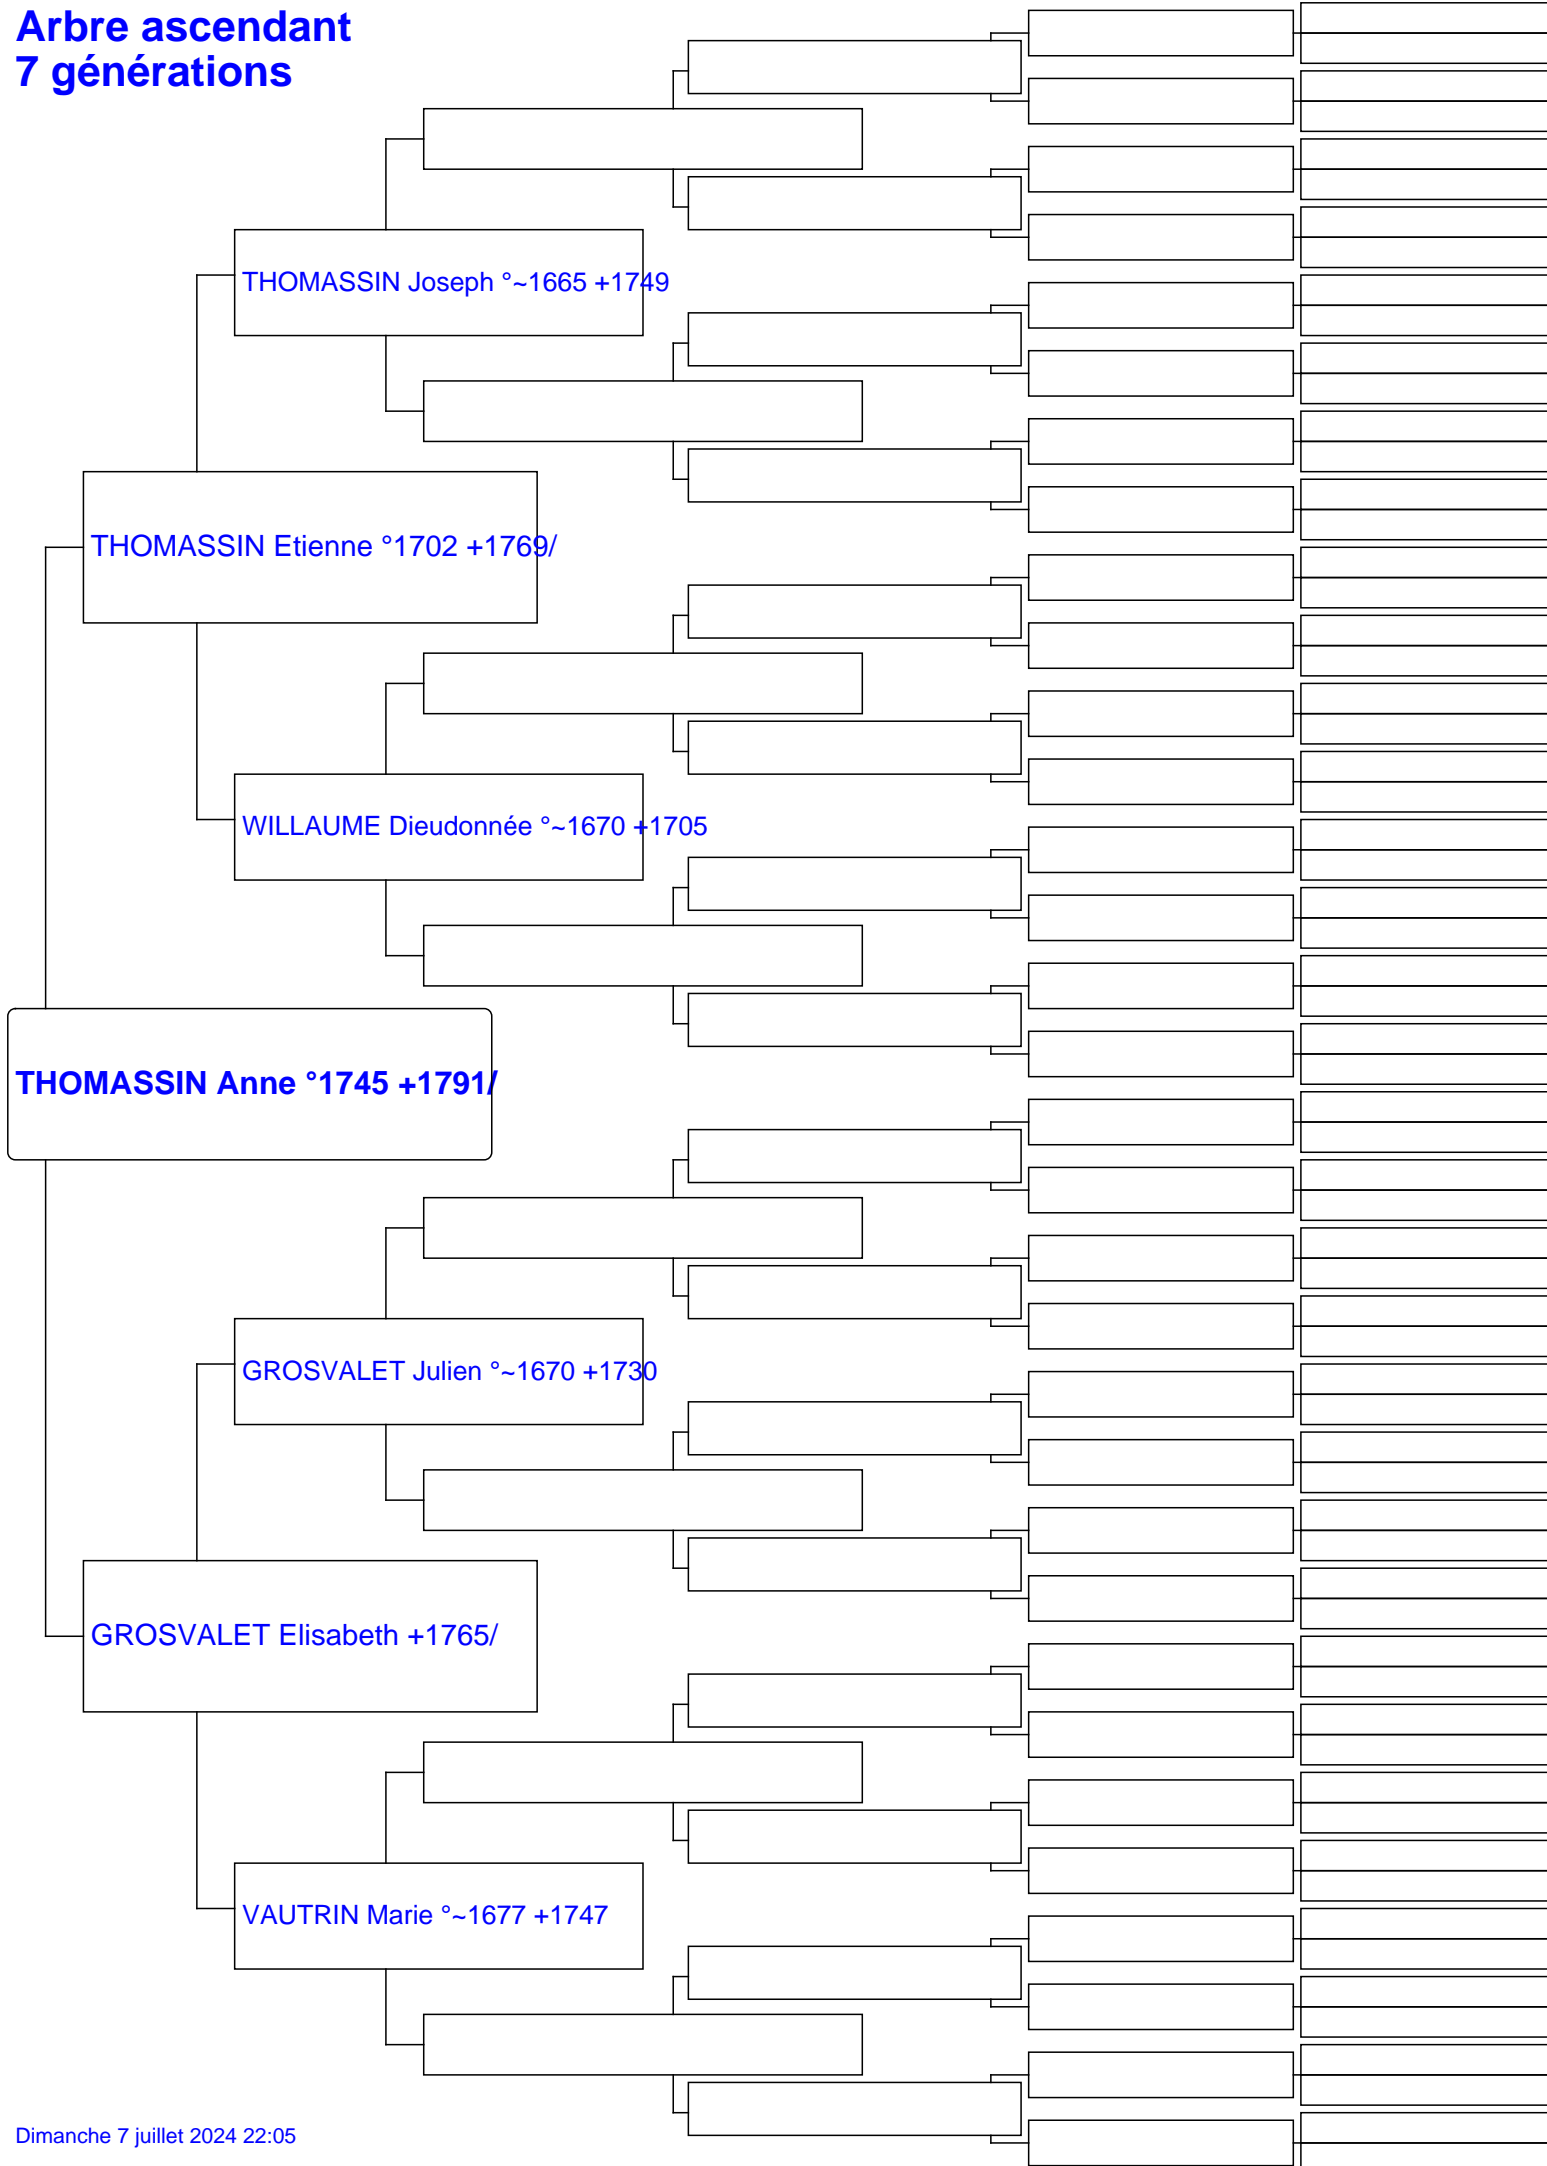 Arbre ascendant
7 générations
THOMASSIN Joseph °~1665 +1749
THOMASSIN Etienne °1702 +1769/
WILLAUME Dieudonnée °~1670 +1705
THOMASSIN Anne °1745 +1791/
GROSVALET Julien °~1670 +1730
GROSVALET Elisabeth +1765/
VAUTRIN Marie °~1677 +1747
Dimanche 7 juillet 2024 22:05